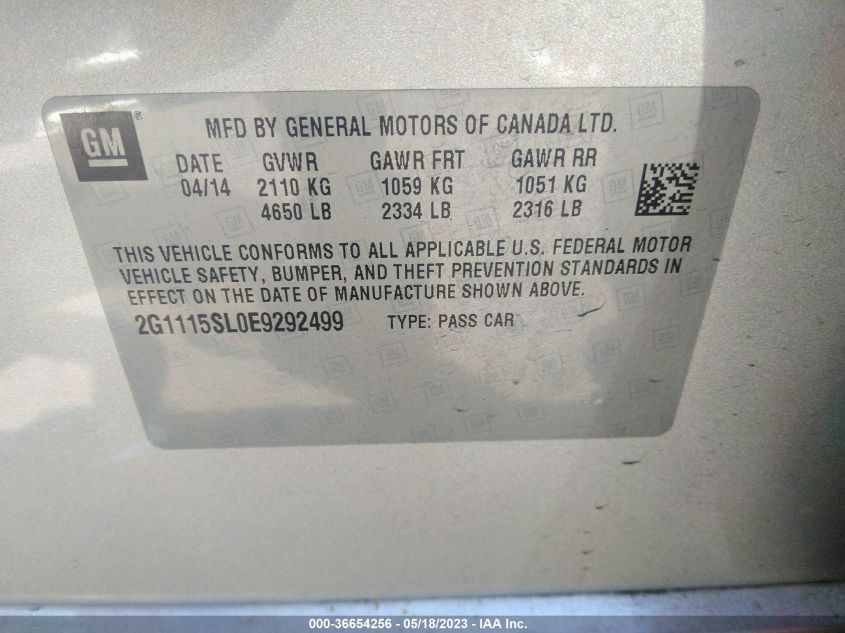 GM ®
MFD BY GENERAL MOTORS OF CANADA LTD.
DATE GVWR GAWR FRT GAWR RR
04/14 2110 KG 1059 KG 1051 KG
4650 LB 2334 LB 2316 LB
THIS VEHICLE CONFORMS TO ALL APPLICABLE U.S. FEDERAL MOTOR
VEHICLE SAFETY, BUMPER, AND THEFT PREVENTION STANDARDS IN
EFFECT ON THE DATE OF MANUFACTURE SHOWN ABOVE.
2G1115SL0E9292499 TYPE: PASS CAR
000-36654256 - 05/18/2023 - IAA Inc.